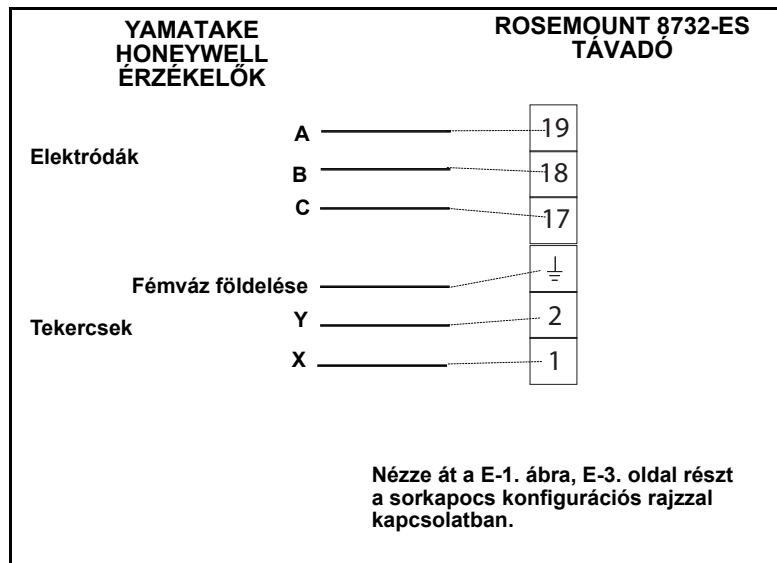 YAMATAKE
HONEYWELL
ÉRZÉKELŐK
ROSEMOUNT 8732-ES
TÁVADÓ
Elektródák
A
19
B
18
C
17
Fémváz földelése
Tekercsek
Y
2
X
1
Nézze át a E-1. ábra, E-3. oldal részt
a sorkapocs konfigurációs rajzzal
kapcsolatban.